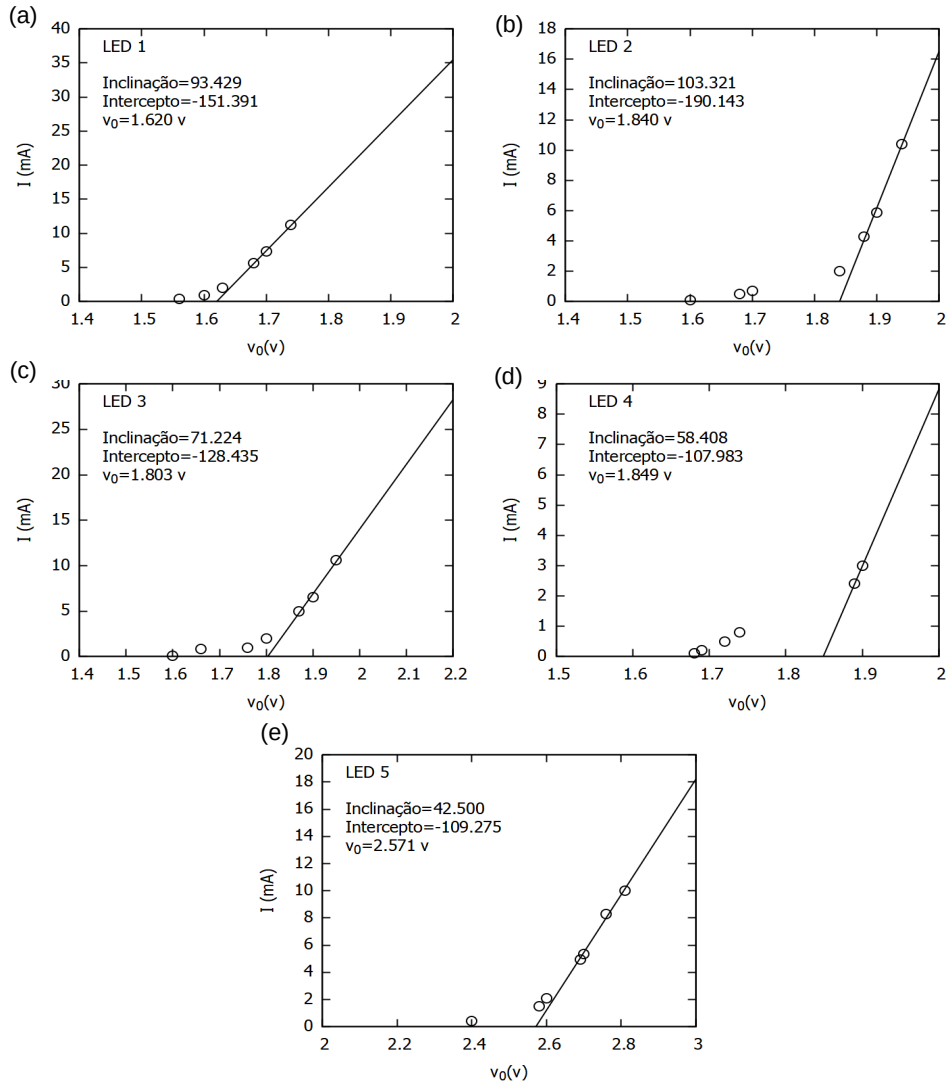 (a)
LED 1
Inclinação=93.429
Intercepto=-151.391
v0=1.620 v
I (mA)
40
35
30
25
20
15
10
5
0
1.4 1.5 1.6 1.7 1.8 1.9 2
v0(v)
(b)
LED 2
Inclinação=103.321
Intercepto=-190.143
v0=1.840 v
I (mA)
18
16
14
12
10
8
6
4
2
0
1.4 1.5 1.6 1.7 1.8 1.9 2
v0(v)
(c)
LED 3
Inclinação=71.224
Intercepto=-128.435
v0=1.803 v
I (mA)
30
25
20
15
10
5
0
1.4 1.5 1.6 1.7 1.8 1.9 2 2.1 2.2
v0(v)
(d)
LED 4
Inclinação=58.408
Intercepto=-107.983
v0=1.849 v
I (mA)
9
8
7
6
5
4
3
2
1
0
1.5 1.6 1.7 1.8 1.9 2
v0(v)
(e)
LED 5
Inclinação=42.500
Intercepto=-109.275
v0=2.571 v
I (mA)
20
18
16
14
12
10
8
6
4
2
0
2 2.2 2.4 2.6 2.8 3
v0(v)